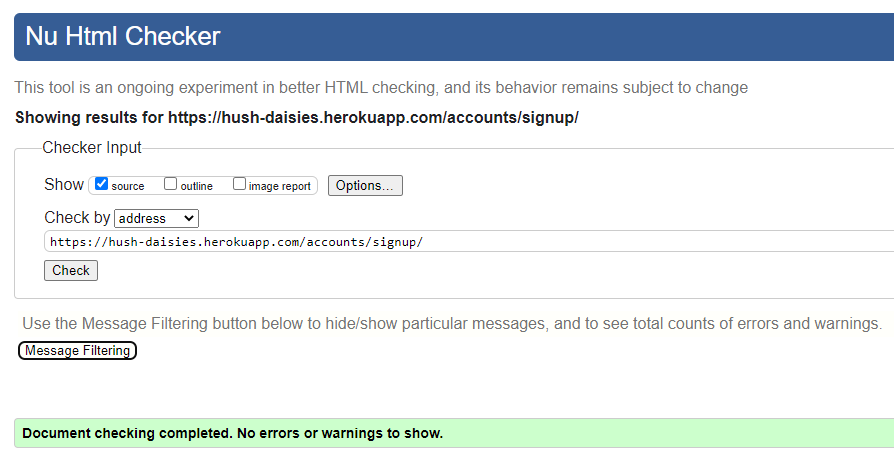 Nu Html Checker
This tool is an ongoing experiment in better HTML checking, and its behavior remains subject to change
Showing results for https://hush-daisies.herokuapp.com/accounts/signup/
Checker Input
Show source outline image report Options...
Check by address
https://hush-daisies.herokuapp.com/accounts/signup/
Check
Use the Message Filtering button below to hide/show particular messages, and to see total counts of errors and warnings.
Message Filtering
Document checking completed. No errors or warnings to show.